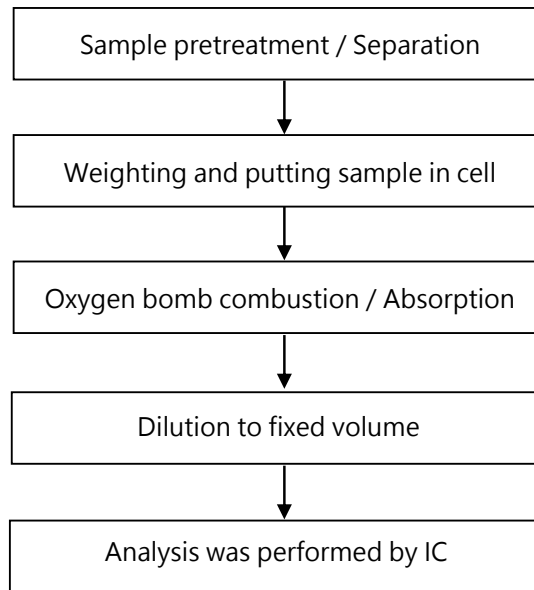 Sample pretreatment / Separation
Weighting and putting sample in cell
Oxygen bomb combustion / Absorption
Dilution to fixed volume
Analysis was performed by IC